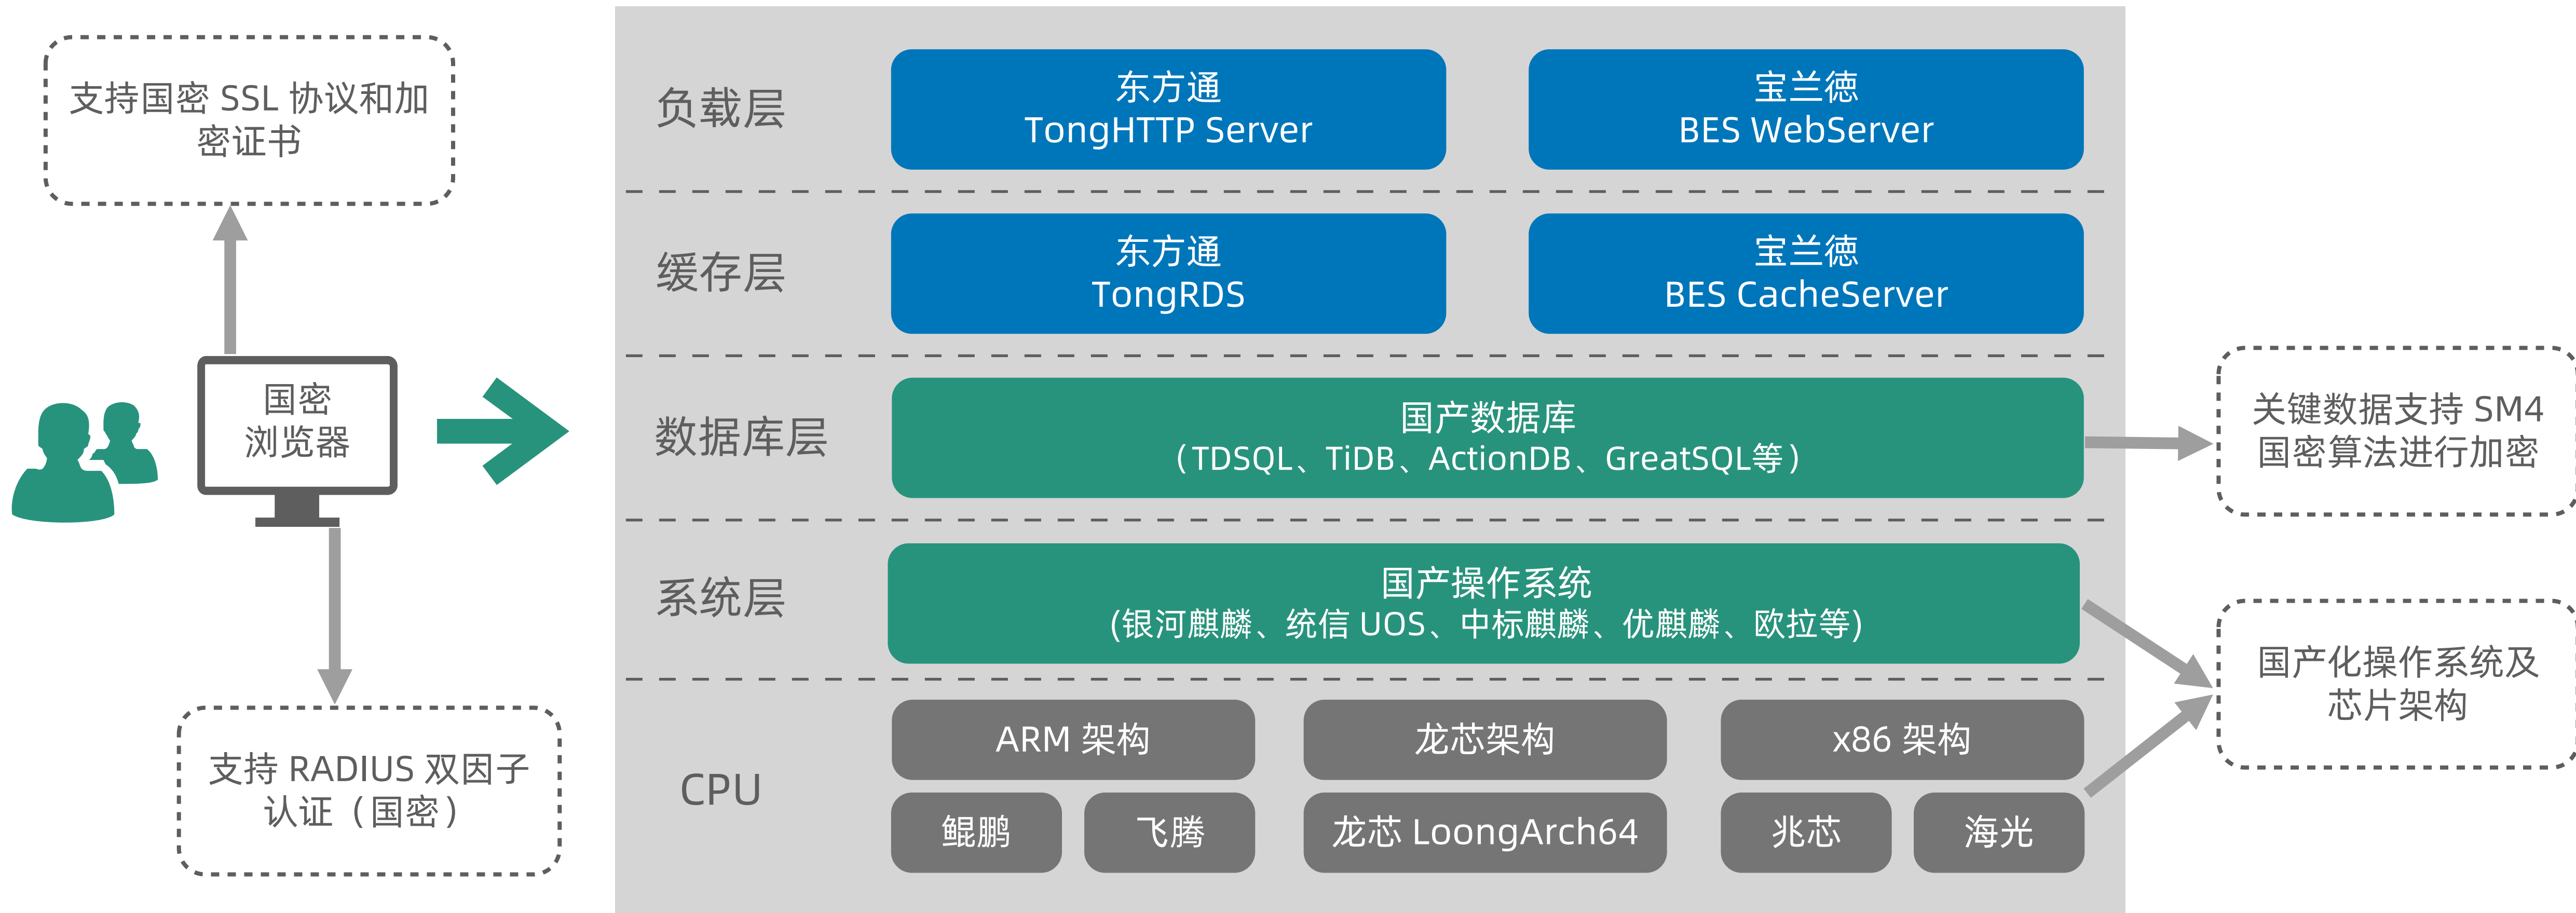 支持国密 SSL 协议和加
密证书
国密
浏览器
支持 RADIUS 双因子
认证（国密）
负载层
东方通
TongHTTP Server
宝兰德
BES WebServer
缓存层
东方通
TongRDS
宝兰德
BES CacheServer
数据库层
国产数据库
（TDSQL、TiDB、ActionDB、GreatSQL等）
系统层
国产操作系统
(银河麒麟、统信 UOS、中标麒麟、优麒麟、欧拉等)
CPU
ARM 架构
龙芯架构
x86 架构
鲲鹏
飞腾
龙芯 LoongArch64
兆芯
海光
关键数据支持 SM4
国密算法进行加密
国产化操作系统及
芯片架构